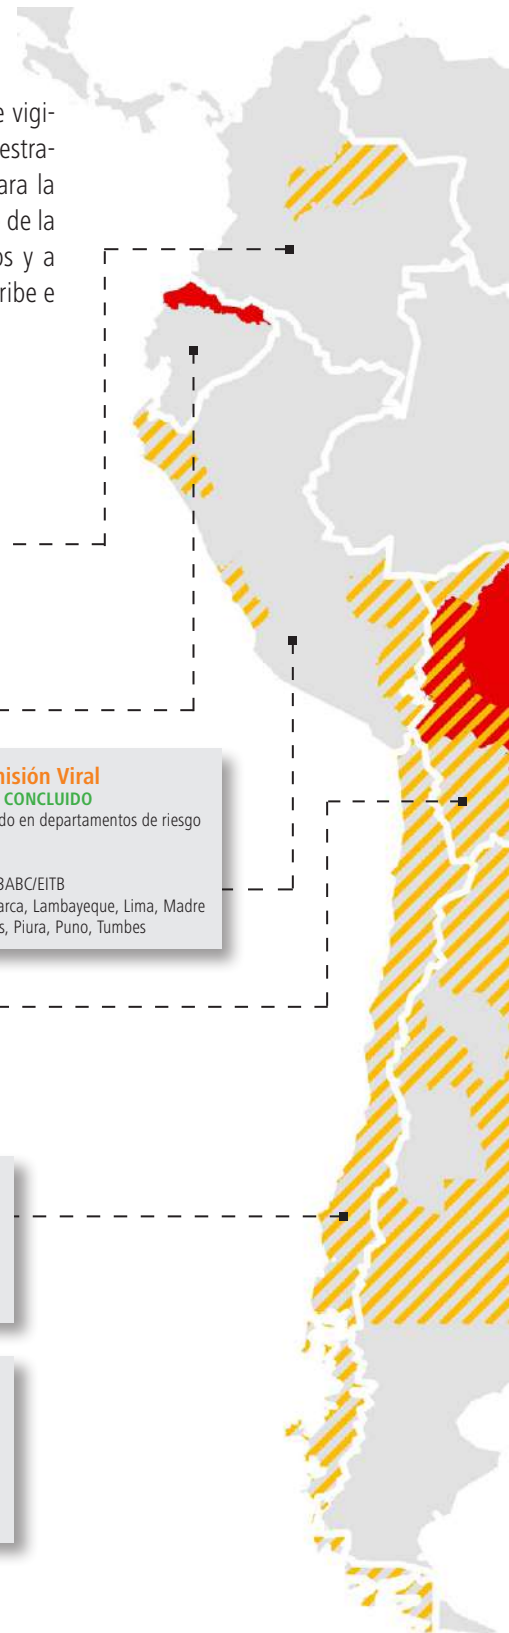 e vigi-
estra-
ara la
de la
os y a
ribe e
isión Viral
CONCLUIDO
do en departamentos de riesgo
BABC/EITB
arca, Lambayeque, Lima, Madre
s, Piura, Puno, Tumbes